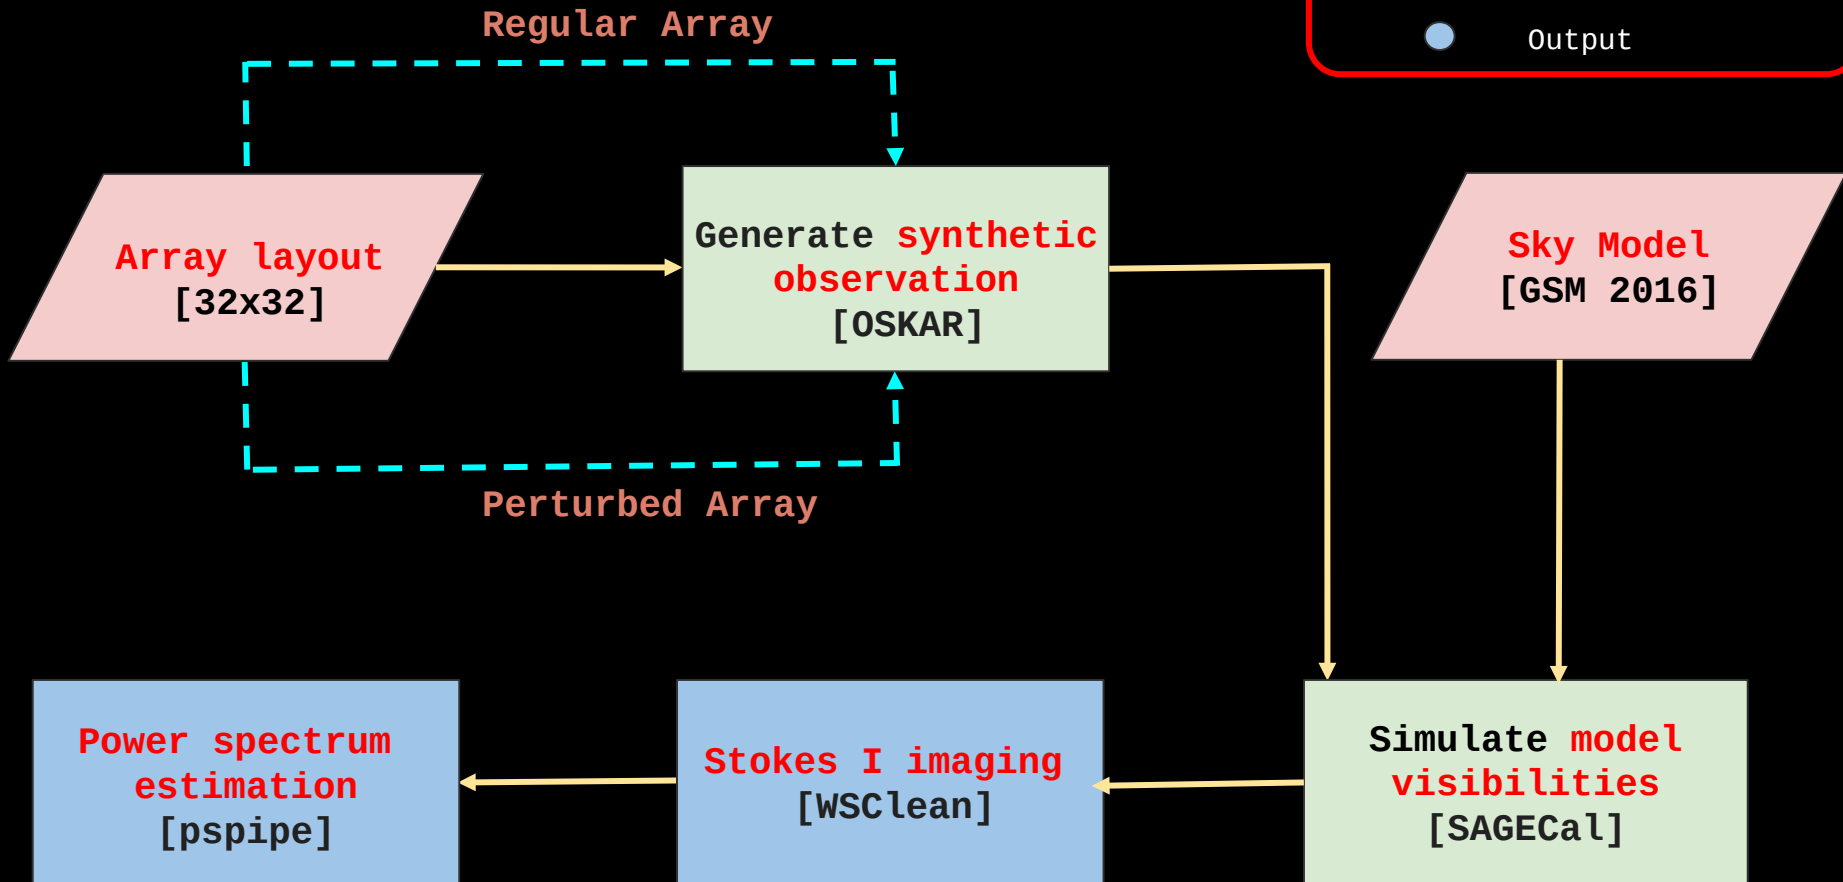 Regular Array
Output
Array layout
[32x32]
Generate synthetic
observation
[OSKAR]
Sky Model
[GSM 2016]
Perturbed Array
Power spectrum
estimation
[pspipe]
Stokes I imaging
[WSClean]
Simulate model
visibilities
[SAGECal]